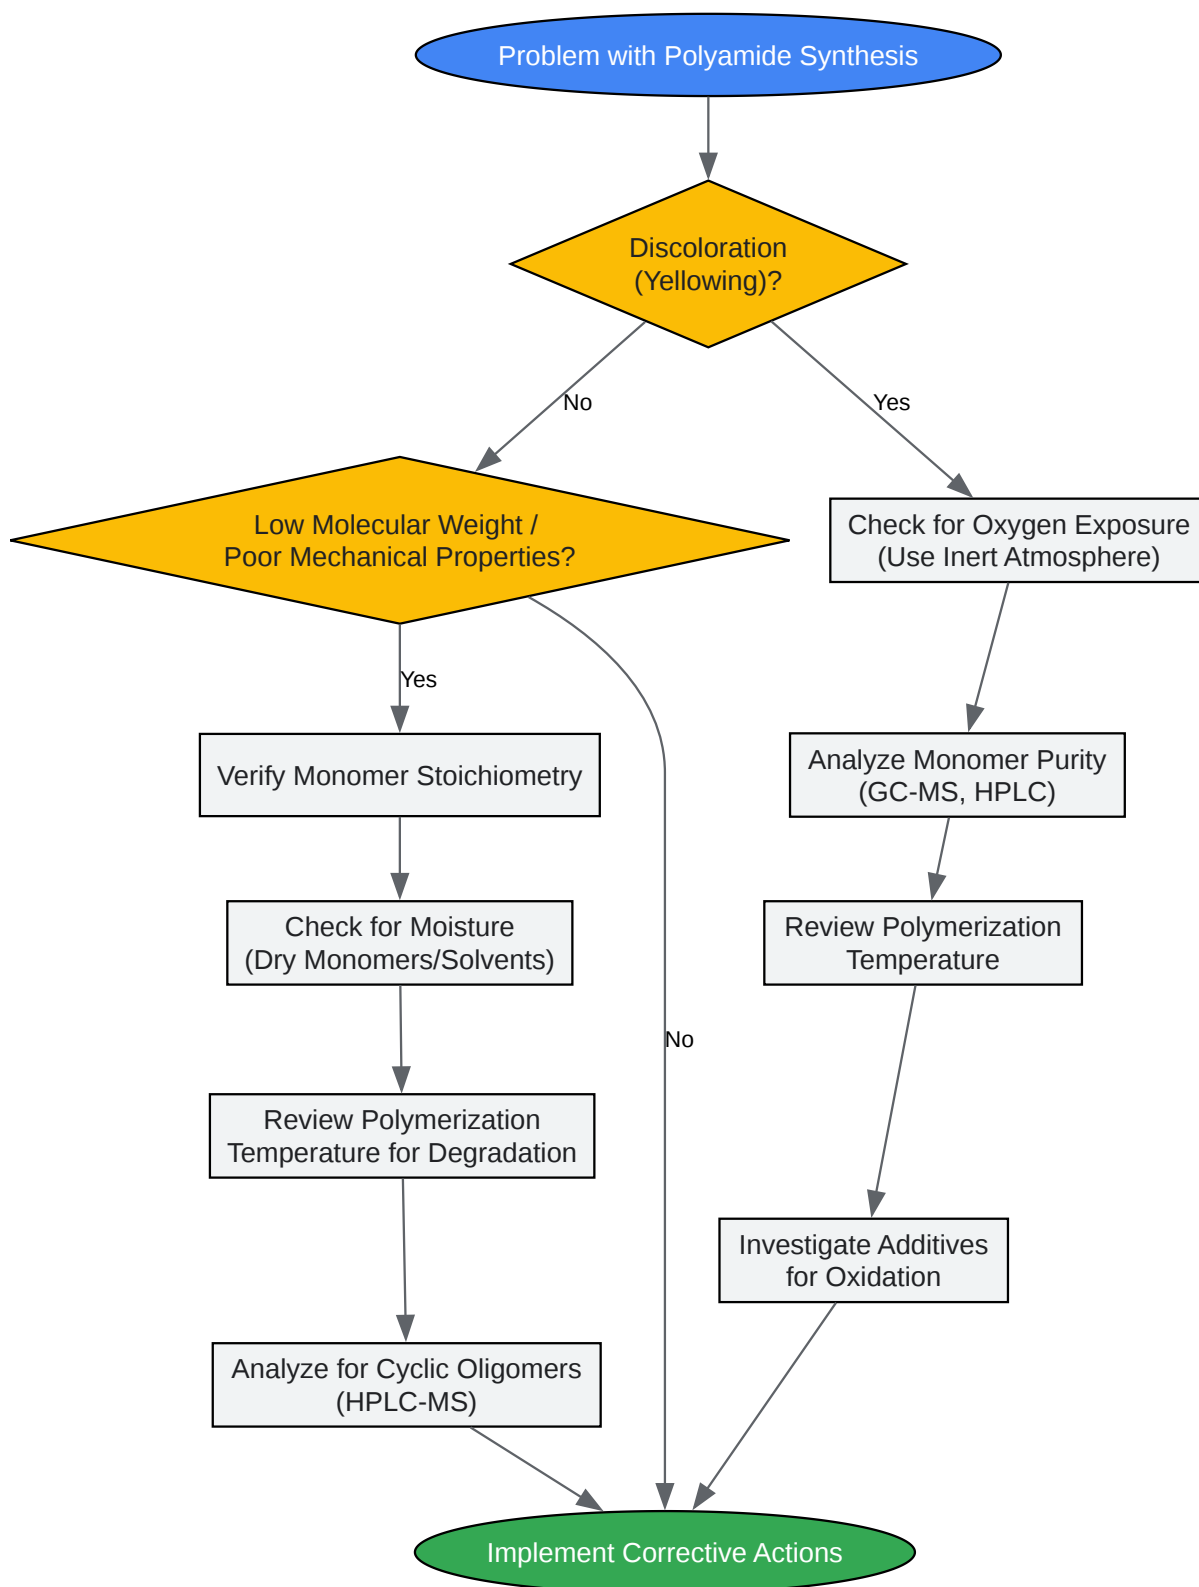 Problem with Polyamide Synthesis
Discoloration
(Yellowing)?
No
Yes
Low Molecular Weight /
Poor Mechanical Properties?
Check for Oxygen Exposure
(Use Inert Atmosphere)
Yes
Verify Monomer Stoichiometry
Analyze Monomer Purity
(GC-MS, HPLC)
Check for Moisture
(Dry Monomers/Solvents)
Review Polymerization
Temperature
No
Review Polymerization
Temperature for Degradation
Investigate Additives
for Oxidation
Analyze for Cyclic Oligomers
(HPLC-MS)
Implement Corrective Actions